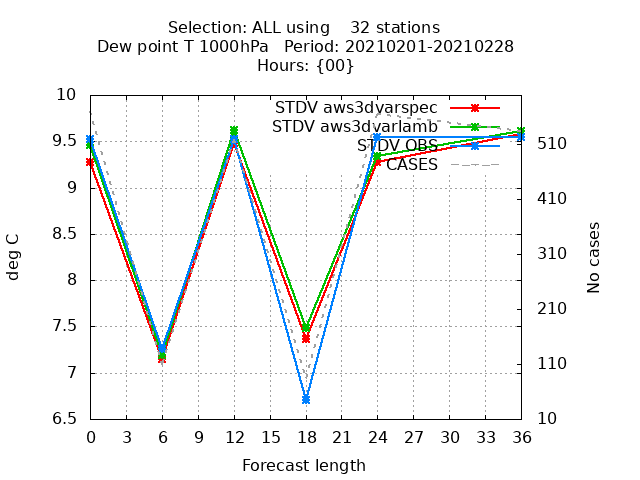 Selection: ALL using    32 stations
Dew point T 1000hPa   Period: 20210201-20210228
Hours: {00}
STDV aws3dvarspec
STDV aws3dvarlamb
STDV OBS
CASES
deg C
10
9.5
9
8.5
8
7.5
7
6.5
510
410
310
210
110
10
No cases
0 3 6 9 12 15 18 21 24 27 30 33 36
Forecast length